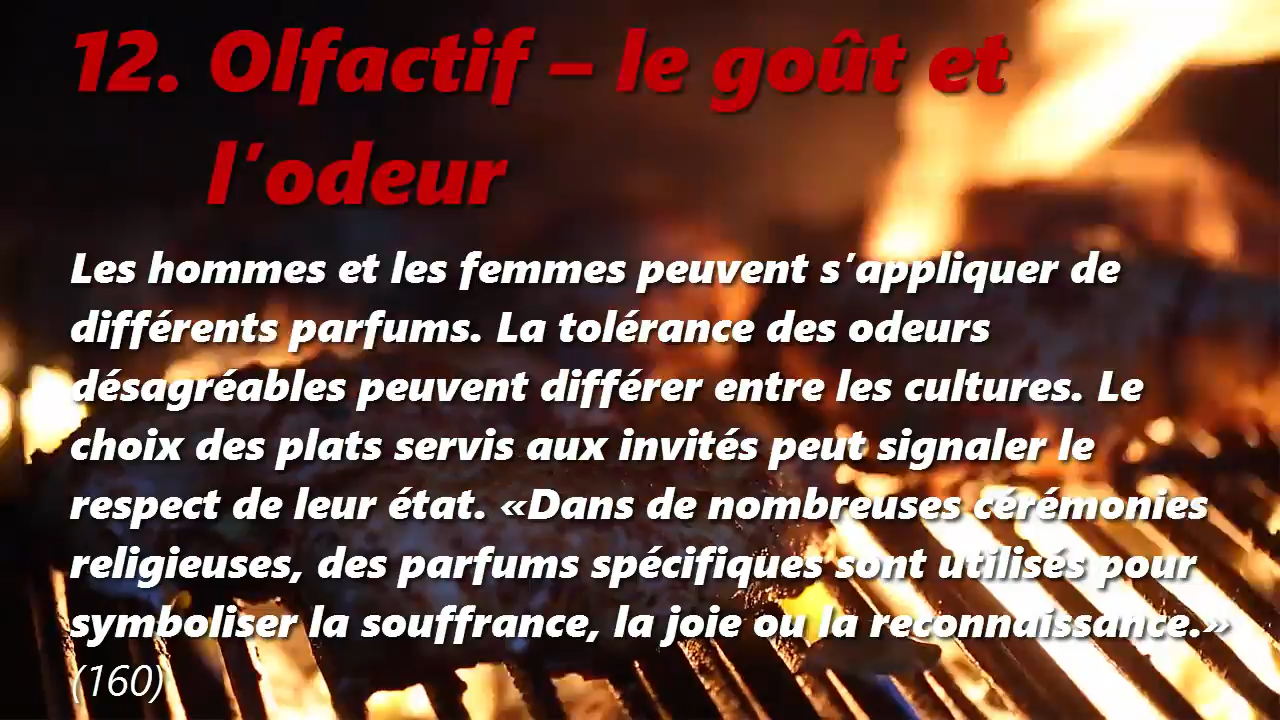 12. Olfactif – le goût et
l’odeur
Les hommes et les femmes peuvent s’appliquer de
différents parfums. La tolérance des odeurs
désagréables peuvent différer entre les cultures. Le
choix des plats servis aux invités peut signaler le
respect de leur état. «Dans de nombreuses cérémonies
religieuses, des parfums spécifiques sont utilisés pour
symboliser la souffrance, la joie ou la reconnaissance.»
(160)